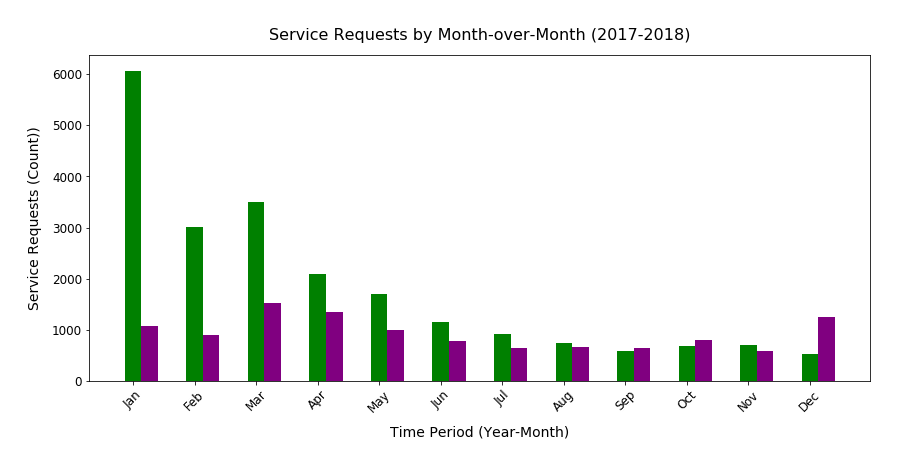 Service Requests by Month-over-Month (2017-2018)
Service Requests (Count))
6000
5000
4000
3000
2000
1000
0
Jan Feb Mar Apr May Jun Jul Aug Sep Oct Nov Dec
Time Period (Year-Month)